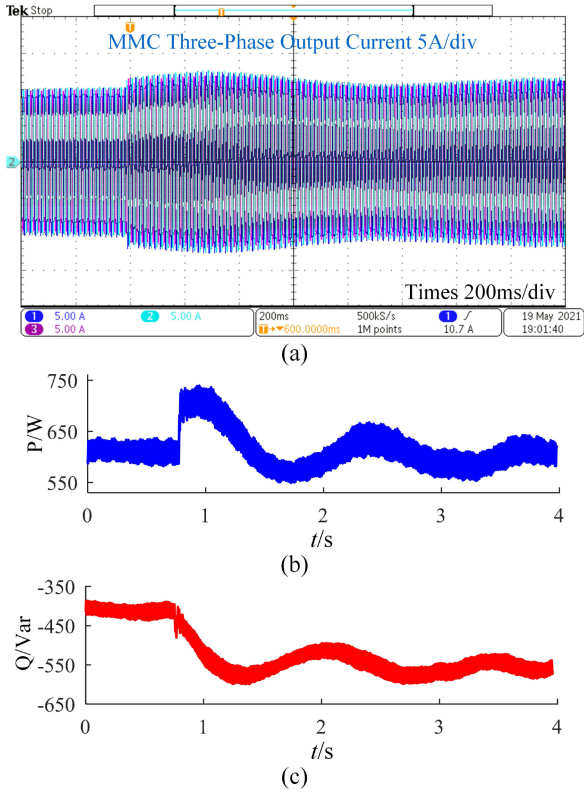 Tek Stop
T
T
MMC Three-Phase Output Current 5A/div
2
Times 200ms/div
1 5.00 A 2 5.00 A 200ms 500kS/s 1 19 May 2021
3 5.00 A T→▼600.0000ms 1M points 10.7 A 19:01:40
(a)
750
650
550
P/W
0 1 2 3 4
t/s
(b)
-350
-450
-550
-650
Q/Var
0 1 2 3 4
t/s
(c)